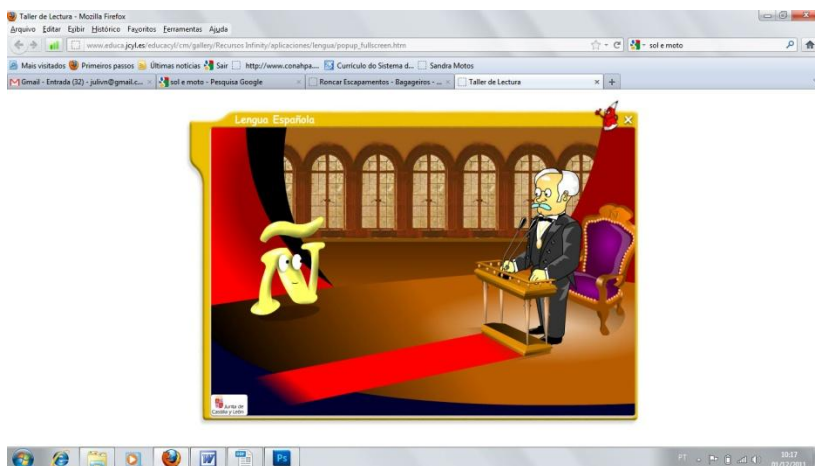 Taller de Lectura - Mozilla Firefox
Arquivo Editar Exibir Histórico Favoritos Ferramentas Ajuda
www.educa.jcyl.es/educacyl/cm/gallery/Recursos Infinity/aplicaciones/lengua/popup_fullscreen.htm
sol e moto
Mais visitados Primeiros passos Últimas notícias Sair http://www.conahpa.... Currículo do Sistema d... Sandra Motos
Gmail - Entrada (32) - julivn@gmail.c... sol e moto - Pesquisa Google Roncar Escapamentos - Bagageiros - ... Taller de Lectura
Lengua Española
Junta de
Castilla y León
PT
10:17
01/12/2011